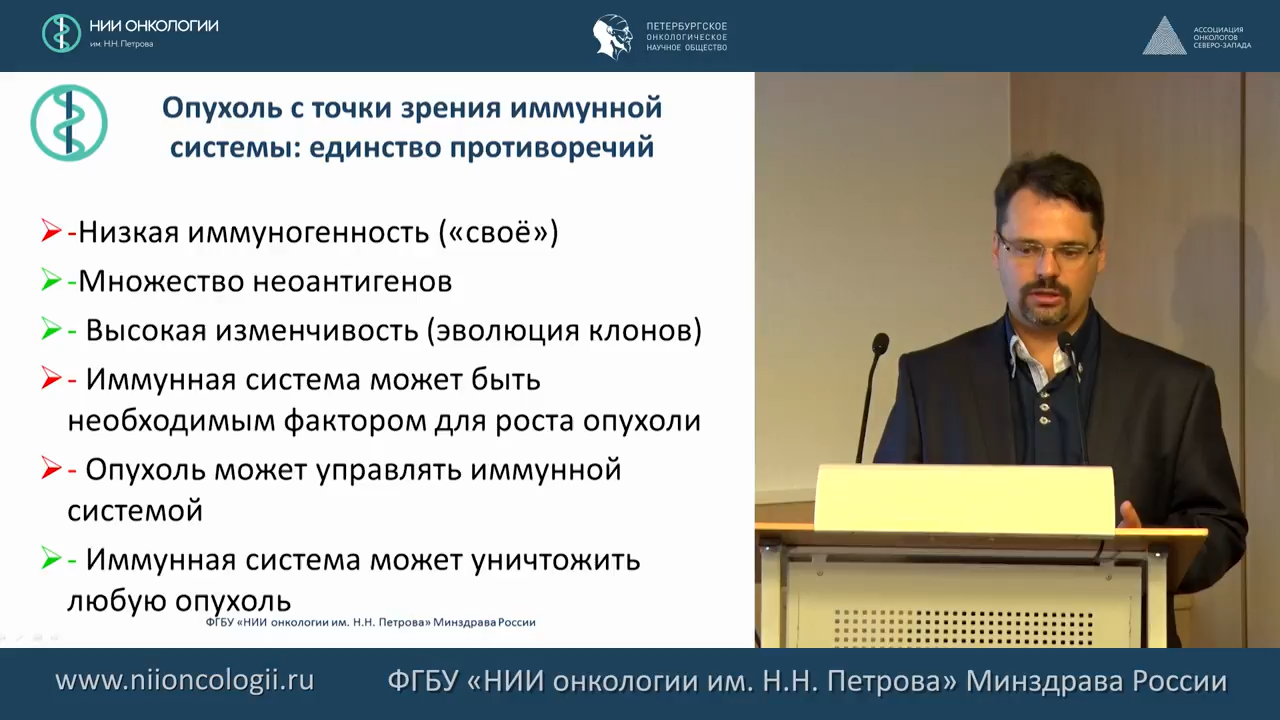 НИИ ОНКОЛОГИИ
им. Н.Н. Петрова
ПЕТЕРБУРГСКОЕ
ОНКОЛОГИЧЕСКОЕ
НАУЧНОЕ ОБЩЕСТВО
АССОЦИАЦИЯ
ОНКОЛОГОВ
СЕВЕРО-ЗАПАДА
Опухоль с точки зрения иммунной
системы: единство противоречий
-Низкая иммуногенность («своё»)
-Множество неоантигенов
- Высокая изменчивость (эволюция клонов)
- Иммунная система может быть
необходимым фактором для роста опухоли
- Опухоль может управлять иммунной
системой
- Иммунная система может уничтожить
любую опухоль
ФГБУ «НИИ онкологии им. Н.Н. Петрова» Минздрава России
www.niioncologii.ru
ФГБУ «НИИ онкологии им. Н.Н. Петрова» Минздрава России